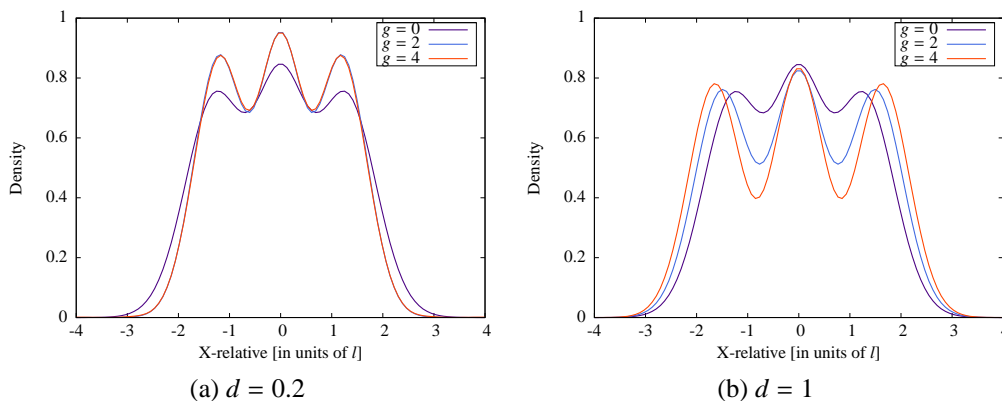 1
0.8
0.6
0.4
0.2
0
Density
-4 -3 -2 -1 0 1 2 3 4
X-relative [in units of l]
g = 0
g = 2
g = 4
(a) d = 0.2
1
0.8
0.6
0.4
0.2
0
Density
-4 -3 -2 -1 0 1 2 3 4
X-relative [in units of l]
g = 0
g = 2
g = 4
(b) d = 1